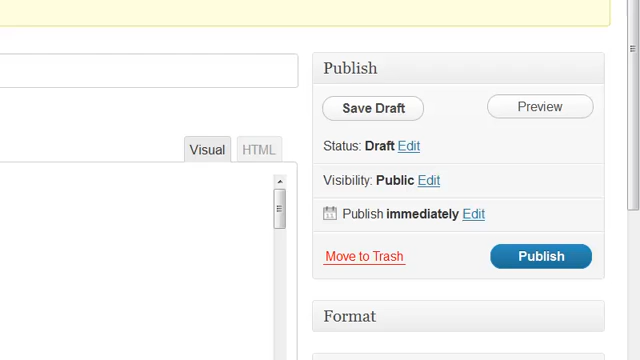 Publish
Save Draft Preview
Visual HTML
Status: Draft Edit
Visibility: Public Edit
Publish immediately Edit
Move to Trash Publish
Format